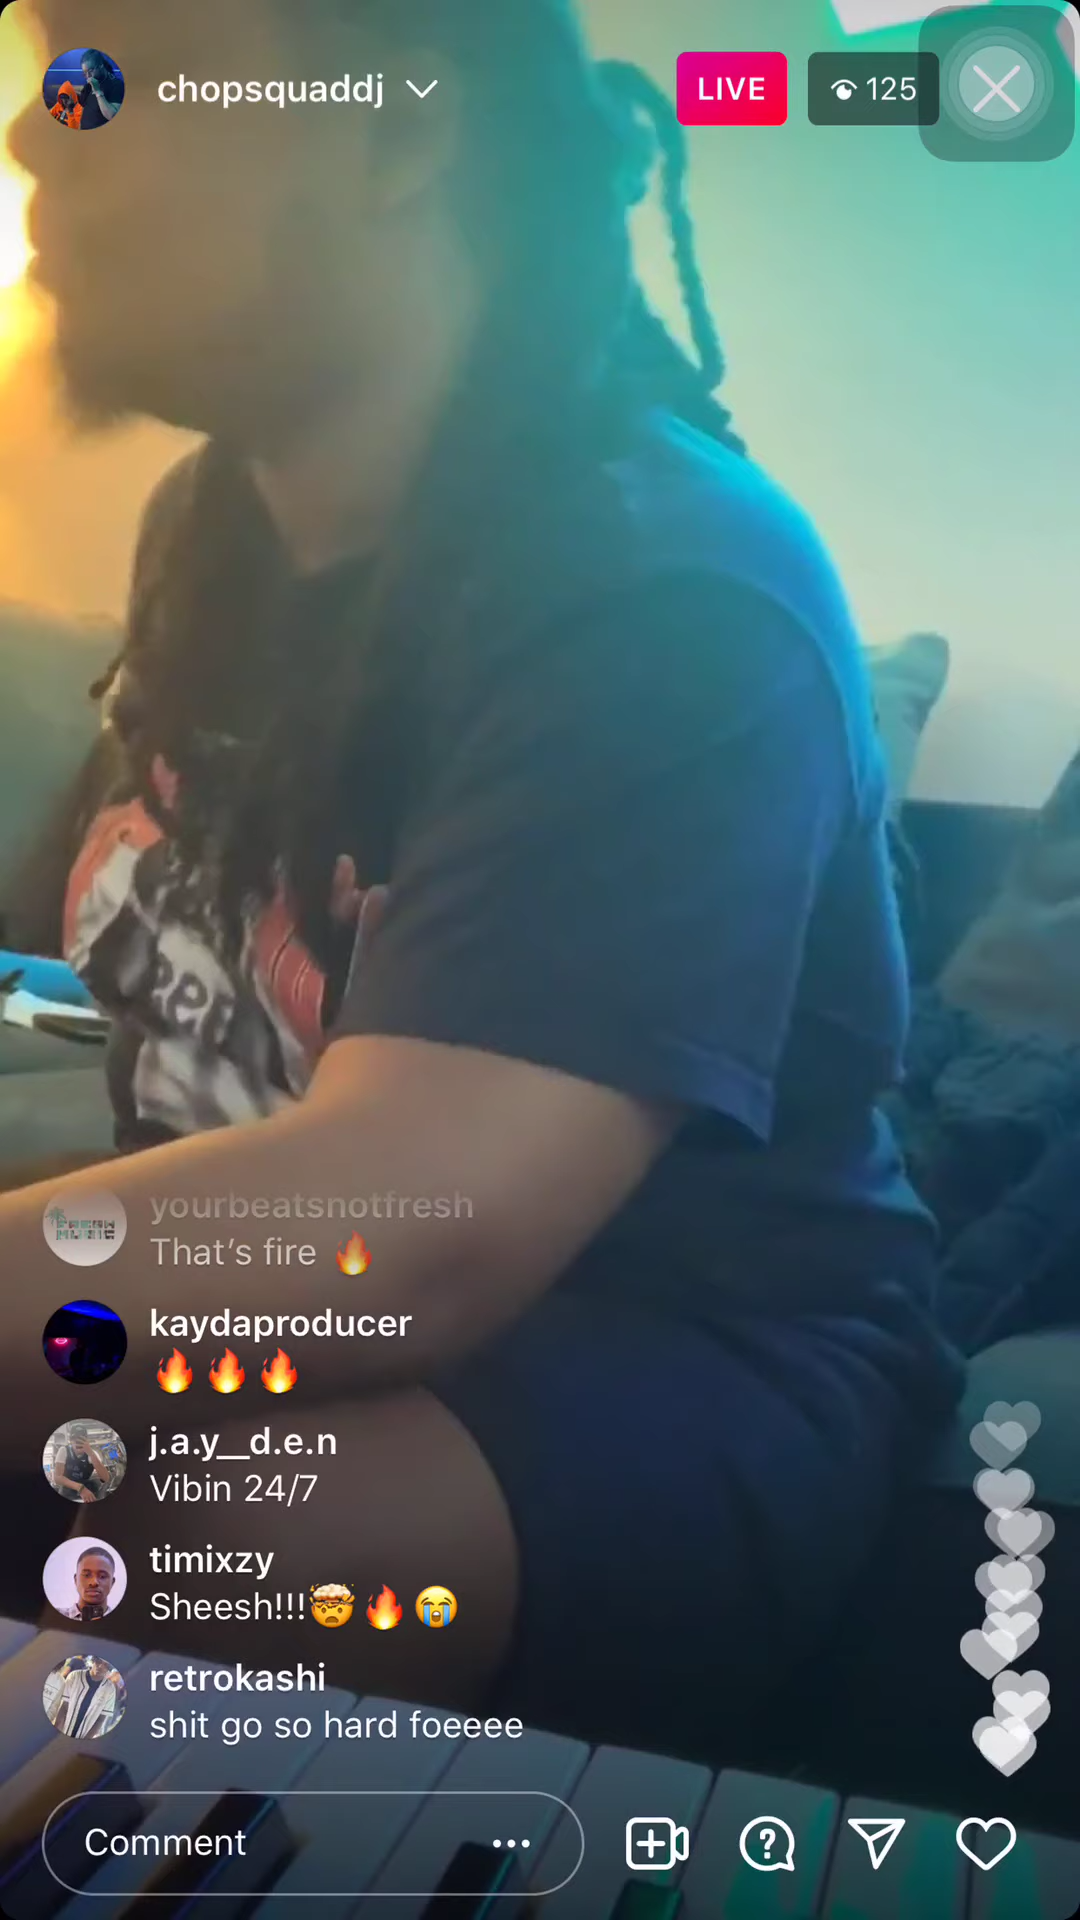 chopsquaddj
LIVE
125
yourbeatsnotfresh
That’s fire 🔥
kaydaproducer
🔥🔥🔥
j.a.y__d.e.n
Vibin 24/7
timixzy
Sheesh!!!🤯🔥😭
retrokashi
shit go so hard foeeee
Comment